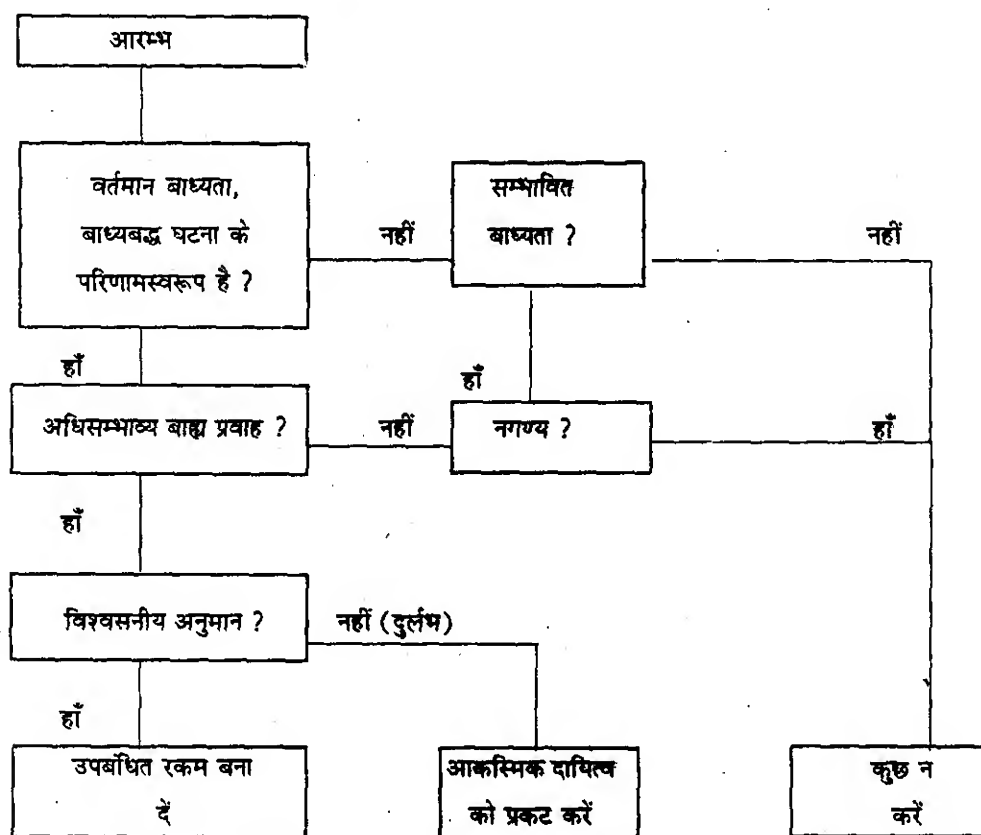 आरम्भ
वर्तमान बाध्यता,
बाध्यबद्ध घटना के
परिणामस्वरूप है ?
नहीं
सम्भावित
बाध्यता ?
नहीं
हाँ
हाँ
अधिसम्भाव्य बाह्य प्रवाह ?
नहीं
नगण्य ?
हाँ
हाँ
विश्वसनीय अनुमान ?
नहीं (दुर्लभ)
हाँ
उपबंधित रकम बना
दें
आकस्मिक दायित्व
को प्रकट करें
कुछ न
करें